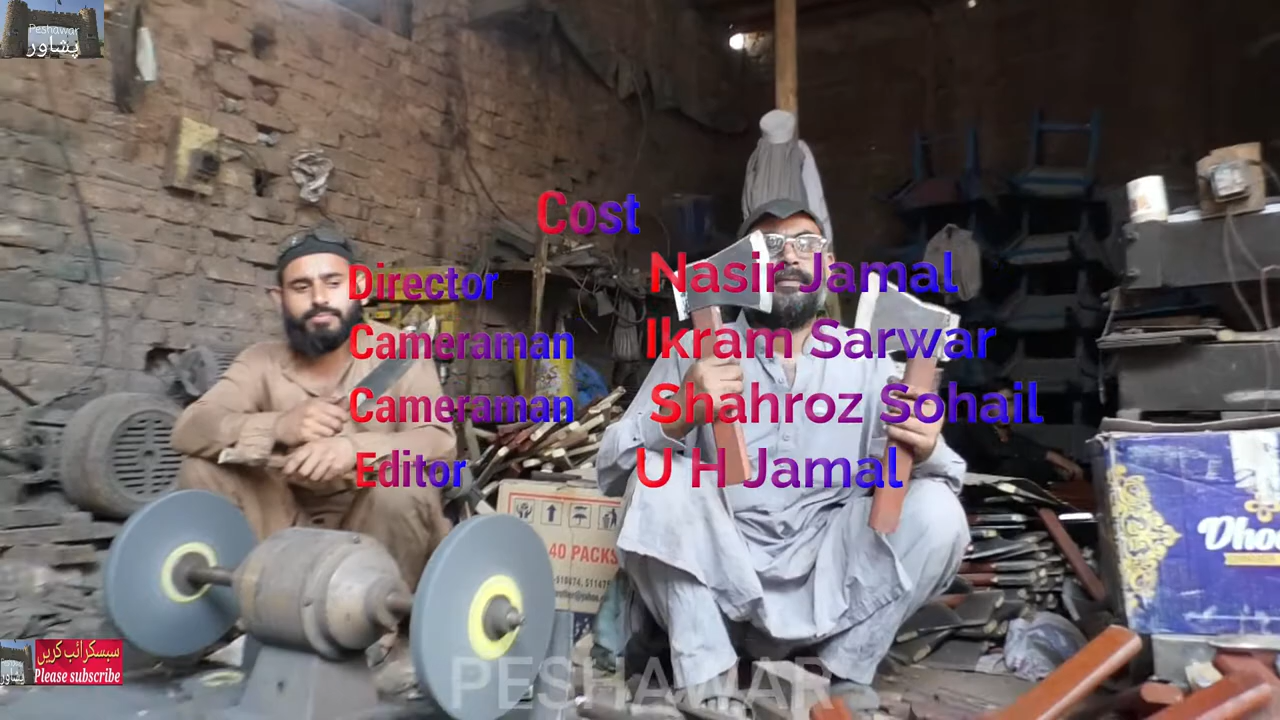 Peshawar
پشاور
Cost
Director Nasir Jamal
Cameraman Ikram Sarwar
Cameraman Shahroz Sohail
Editor U H Jamal
40 PACKS
Dhoo
سبسکرائب کریں
Please subscribe
پشاور
PESHAWAR